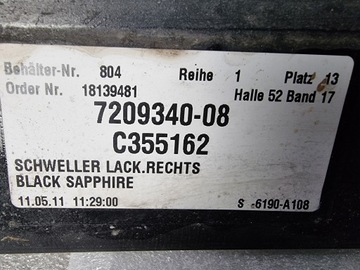 Behälter-Nr. 804 Reihe 1 Platz 13
Order Nr. 18139481 Halle 52 Band 17
7209340-08
C355162
SCHWELLER LACK.RECHTS
BLACK SAPPHIRE
11.05.11 11:29:00 S -6190-A108